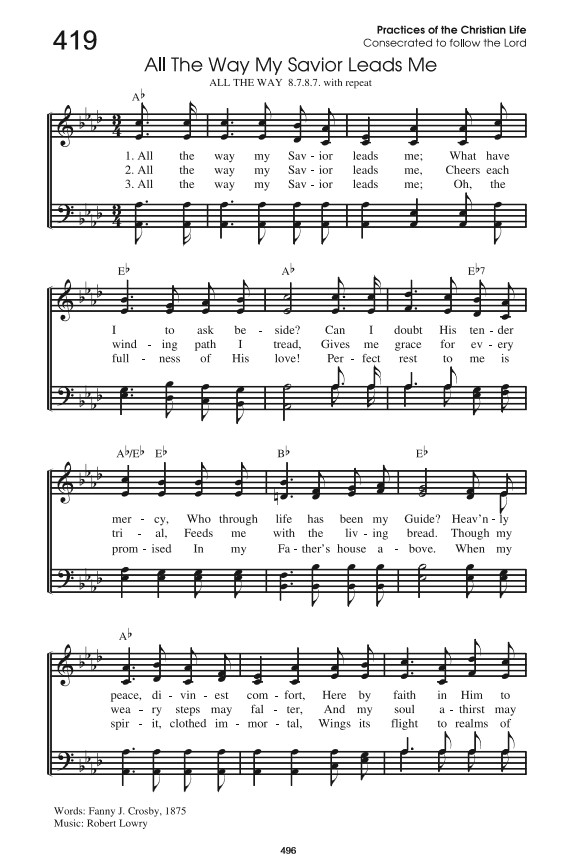 419
Practices of the Christian Life
Consecrated to follow the Lord
All The Way My Savior Leads Me
ALL THE WAY 8.7.8.7. with repeat
A♭
1. All the way my Sav - ior leads me; What have
2. All the way my Sav - ior leads me, Cheers each
3. All the way my Sav - ior leads me; Oh, the
E♭ A♭ E♭7
I to ask be - side? Can I doubt His ten - der
wind - ing path I tread, Gives me grace for ev - ery
full - ness of His love! Per - fect rest to me is
A♭/E♭ E♭ B♭ E♭
mer - cy, Who through life has been my Guide? Heav'n - ly
tri - al, Feeds me with the liv - ing bread. Though my
prom - ised In my Fa - ther's house a - bove. When my
A♭
peace, di - vin - est com - fort, Here by faith in Him to
wea - ry steps may fal - ter, And my soul a - thirst may
spir - it, clothed im - mor - tal, Wings its flight to realms of
Words: Fanny J. Crosby, 1875
Music: Robert Lowry
496